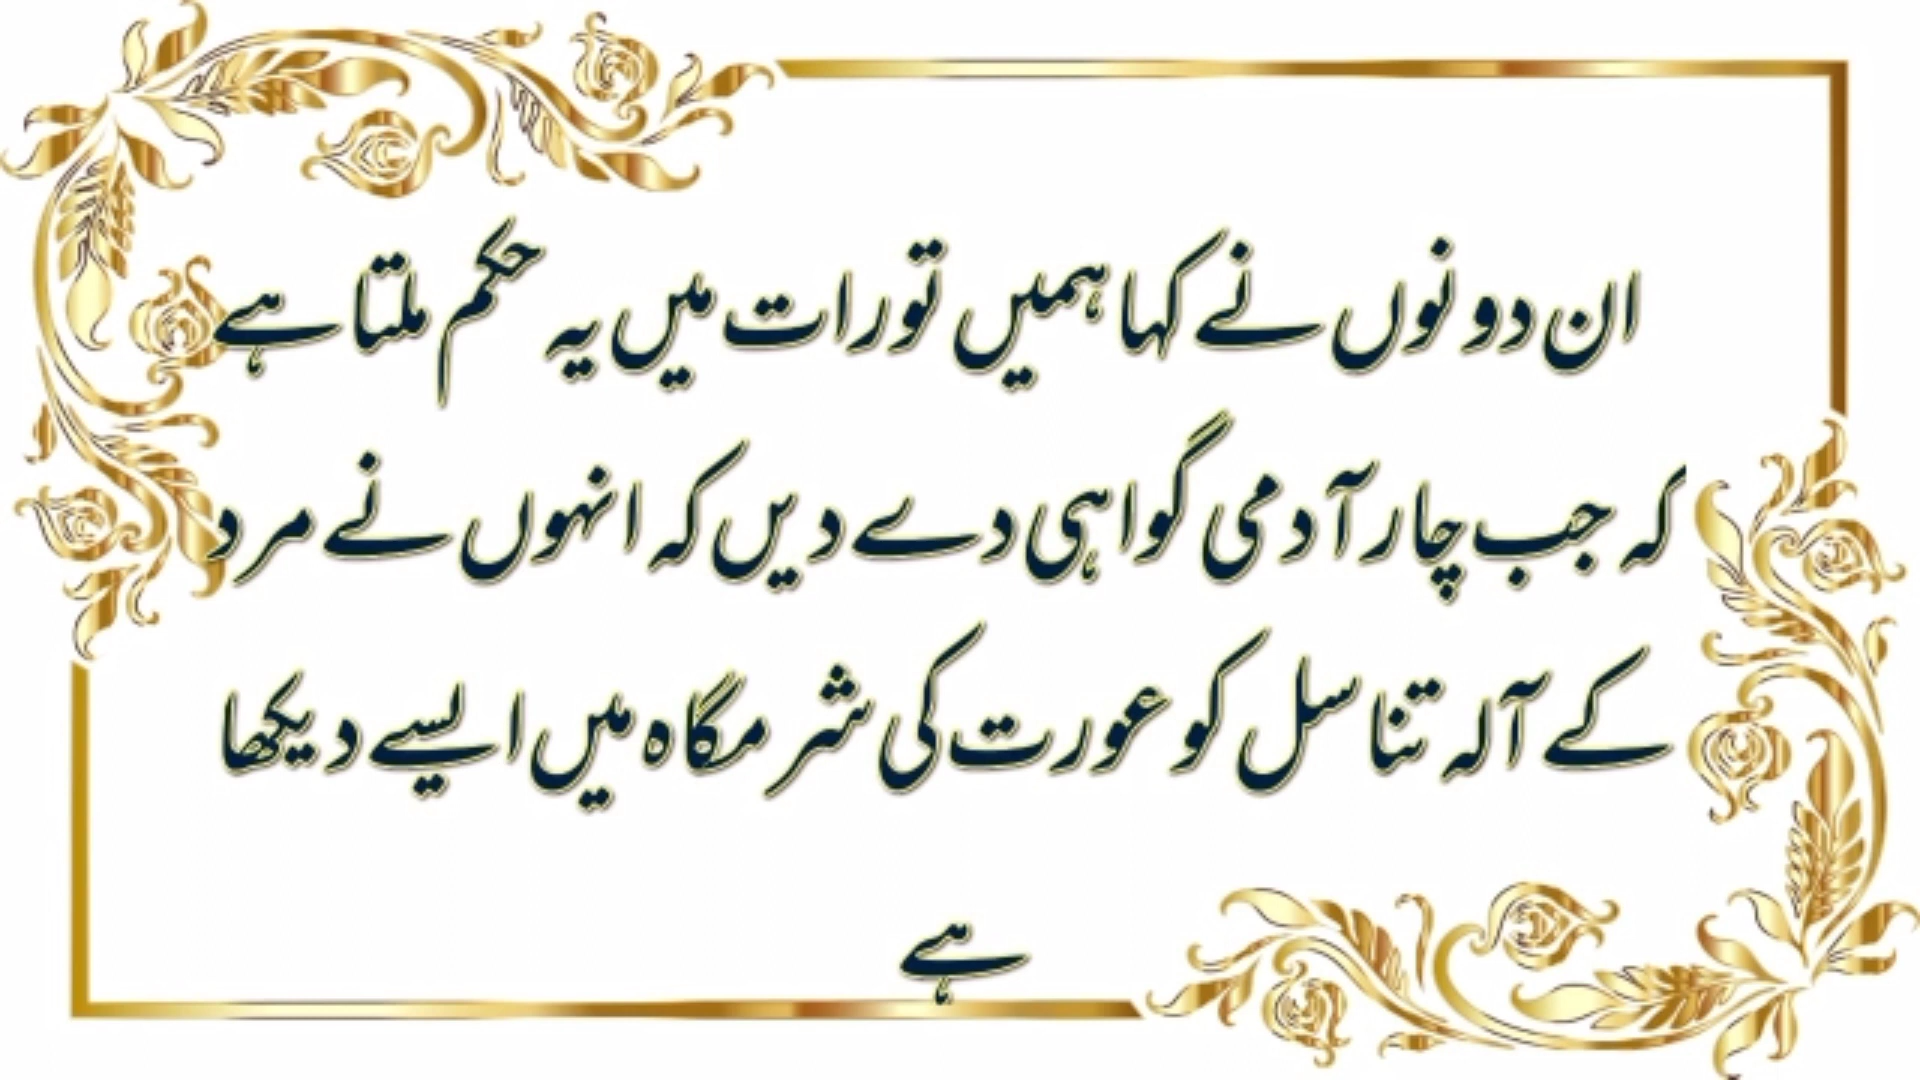 ان دونوں نے کہا ہمیں تورات میں یہ حکم ملتا ہے
کہ جب چار آدمی گواہی دے دیں کہ انہوں نے مرد
کے آلہ تناسل کو عورت کی شرمگاہ میں ایسے دیکھا
ہے